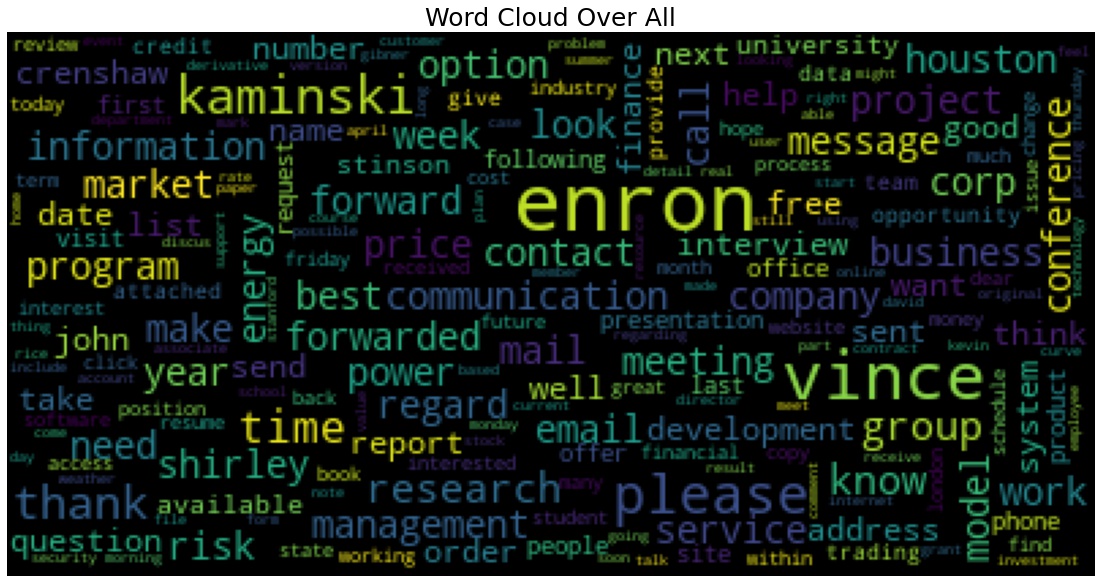 Word Cloud Over All
review event credit number customer problem university
derivative version gibner option summer next looking houston feel
crenshaw kaminski long industry finance data might
today first give provide call help right project thursday
department mark april case look able conference
name week hope message good change
information request stinson following user process much pricing
term market rate paper cost detail real start team corp issue
home date list course forward plan enron still free using opportunity
visit discus support possible price contact resource interview business technology
program energy friday received member month office online want dear
attached stanford best communication made company david original
interest future presentation website sent money think
thing john make forwarded regarding part contract kevin curve
rice associate mail meeting vince
include click year send power based well great last schedule system product employee
account school director
take position back value regard current meet group
software resume time monday email development
come need report stock offer financial copy receive model
day access shirley book interested result know london
weather research many please comment internet work
thank available note student service address phone
file form management going
question risk state order people soon site trading grant find
security morning working talk within investment